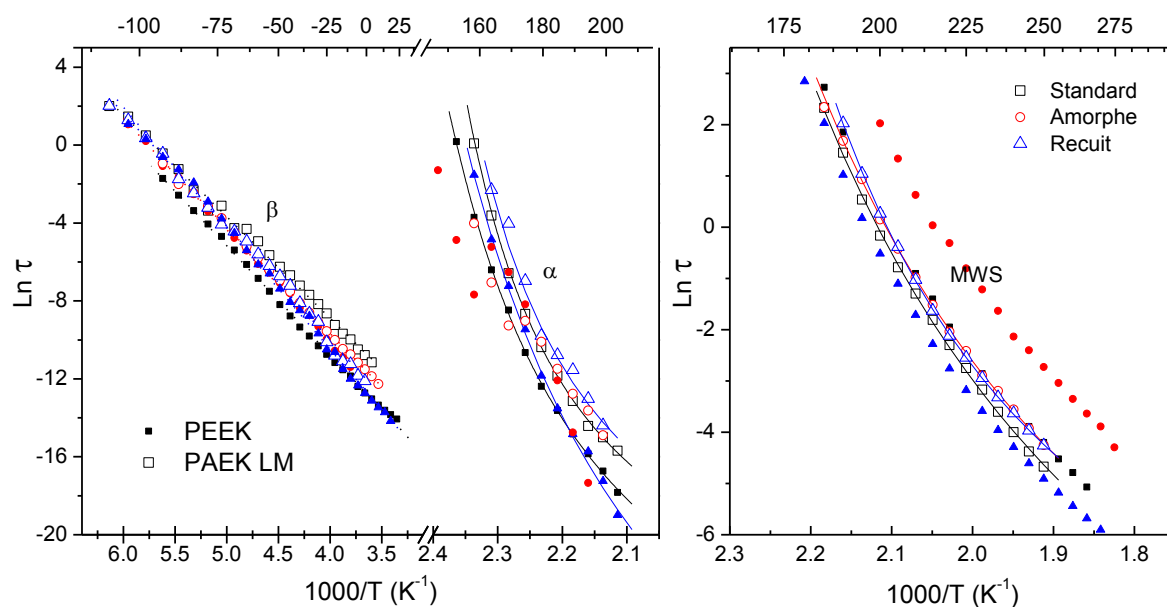 -100 -75 -50 -25 0 25 160 180 200
4
0
-4
-8
-12
-16
-20
Ln τ
β
α
PEEK
PAEK LM
6.0 5.5 5.0 4.5 4.0 3.5 2.4 2.3 2.2 2.1
1000/T (K⁻¹)
175 200 225 250 275
2
0
-2
-4
-6
Ln τ
Standard
Amorphe
Recuit
MWS
2.3 2.2 2.1 2.0 1.9 1.8
1000/T (K⁻¹)